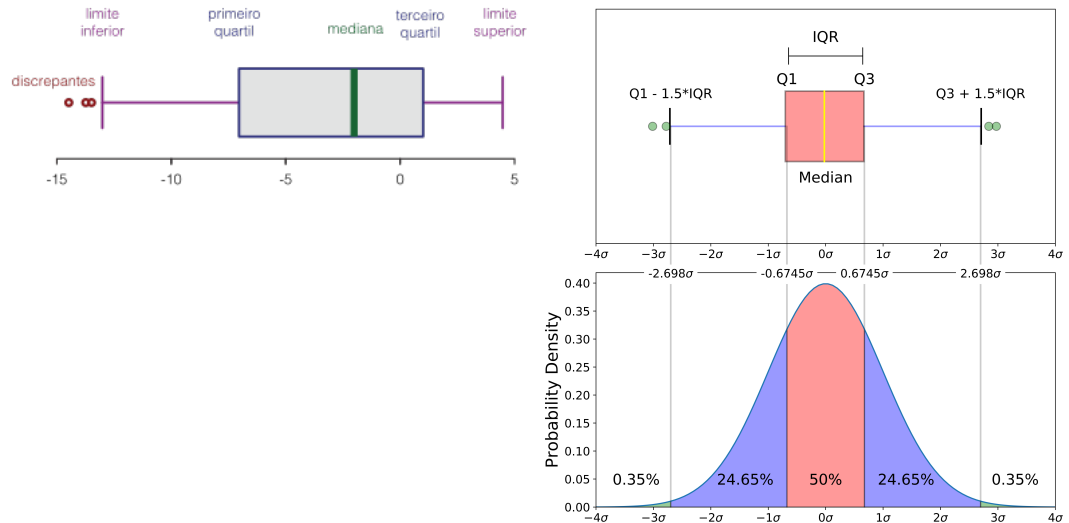 limite
inferior
primeiro
quartil
mediana
terceiro
quartil
limite
superior
discrepantes
-15
-10
-5
0
5
IQR
Q1
Q3
Q1 - 1.5*IQR
Q3 + 1.5*IQR
Median
−4σ
−3σ
−2σ
−1σ
0σ
1σ
2σ
3σ
4σ
-2.698σ
-0.6745σ
0.6745σ
2.698σ
Probability Density
0.40
0.35
0.30
0.25
0.20
0.15
0.10
0.05
0.00
0.35%
24.65%
50%
24.65%
0.35%
−4σ
−3σ
−2σ
−1σ
0σ
1σ
2σ
3σ
4σ